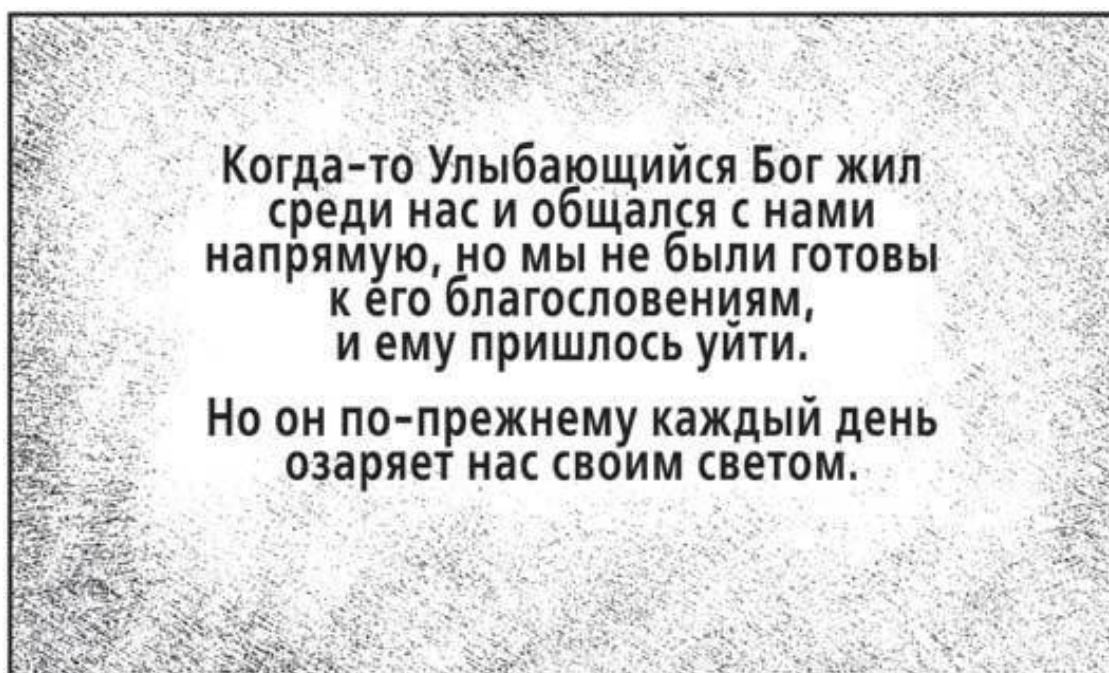 Когда-то Улыбающийся Бог жил
среди нас и общался с нами
напрямую, но мы не были готовы
к его благословениям,
и ему пришлось уйти.
Но он по-прежнему каждый день
озаряет нас своим светом.